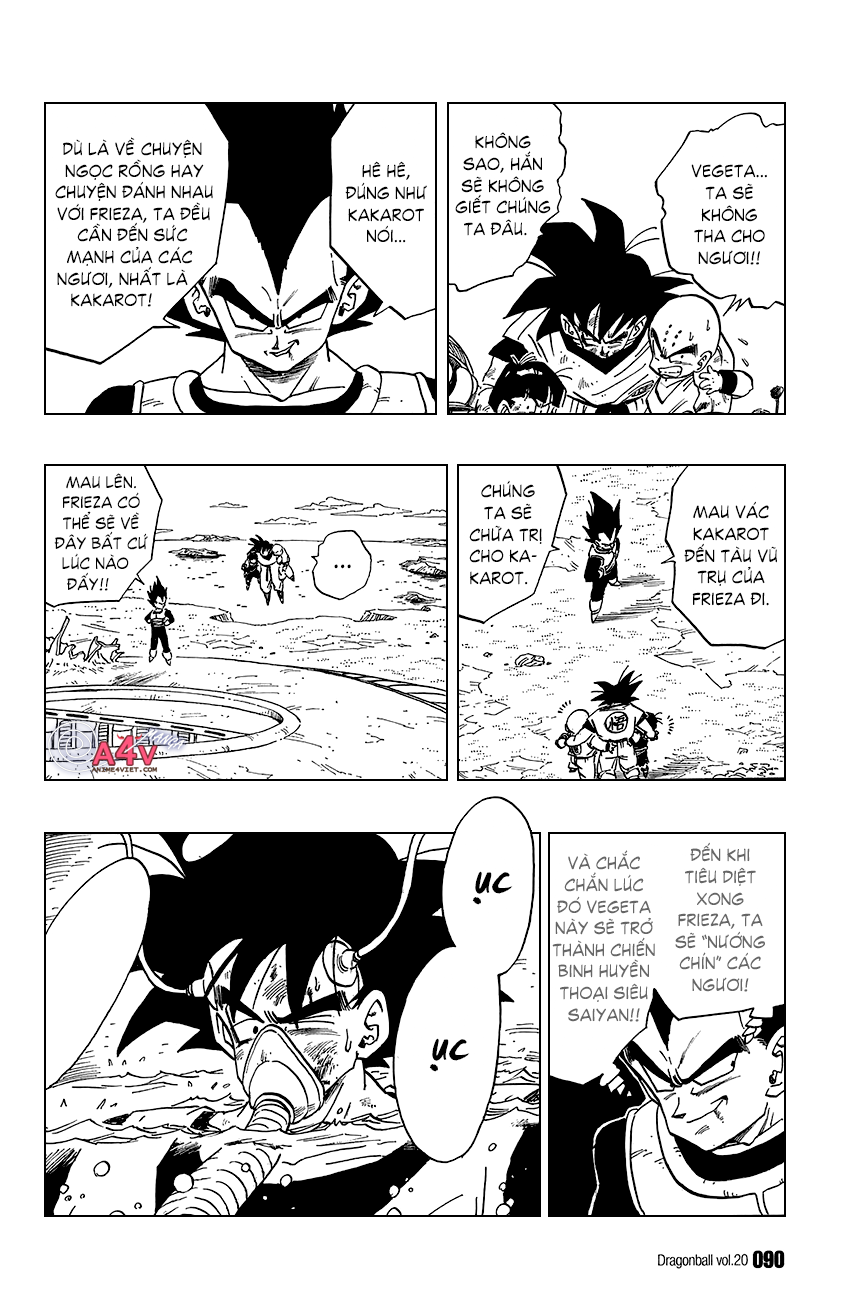 VEGETA...
TA SẼ
KHÔNG
THA CHO
NGƯƠI!!
KHÔNG
SAO, HẮN
SẼ KHÔNG
GIẾT CHÚNG
TA ĐÂU.
HÊ HÊ,
ĐÚNG NHƯ
KAKAROT
NÓI...
DÙ LÀ VỀ CHUYỆN
NGỌC RỒNG HAY
CHUYỆN ĐÁNH NHAU
VỚI FRIEZA, TA ĐỀU
CẦN ĐẾN SỨC
MẠNH CỦA CÁC
NGƯƠI, NHẤT LÀ
KAKAROT!
MAU VÁC
KAKAROT
ĐẾN TÀU VŨ
TRỤ CỦA
FRIEZA ĐI.
CHÚNG
TA SẼ
CHỮA TRỊ
CHO KA-
KAROT.
悟
...
MAU LÊN.
FRIEZA CÓ
THỂ SẼ VỀ
ĐÂY BẤT CỨ
LÚC NÀO
ĐẤY!!
MANGA
A4V
ANIME4VIET.COM
ĐẾN KHI
TIÊU DIỆT
XONG
FRIEZA, TA
SẼ “NƯỚNG
CHÍN” CÁC
NGƯƠI!
VÀ CHẮC
CHẮN LÚC
ĐÓ VEGETA
NÀY SẼ TRỞ
THÀNH CHIẾN
BINH HUYỀN
THOẠI SIÊU
SAIYAN!!
ỤC
ỤC
Dragonball vol.20 090